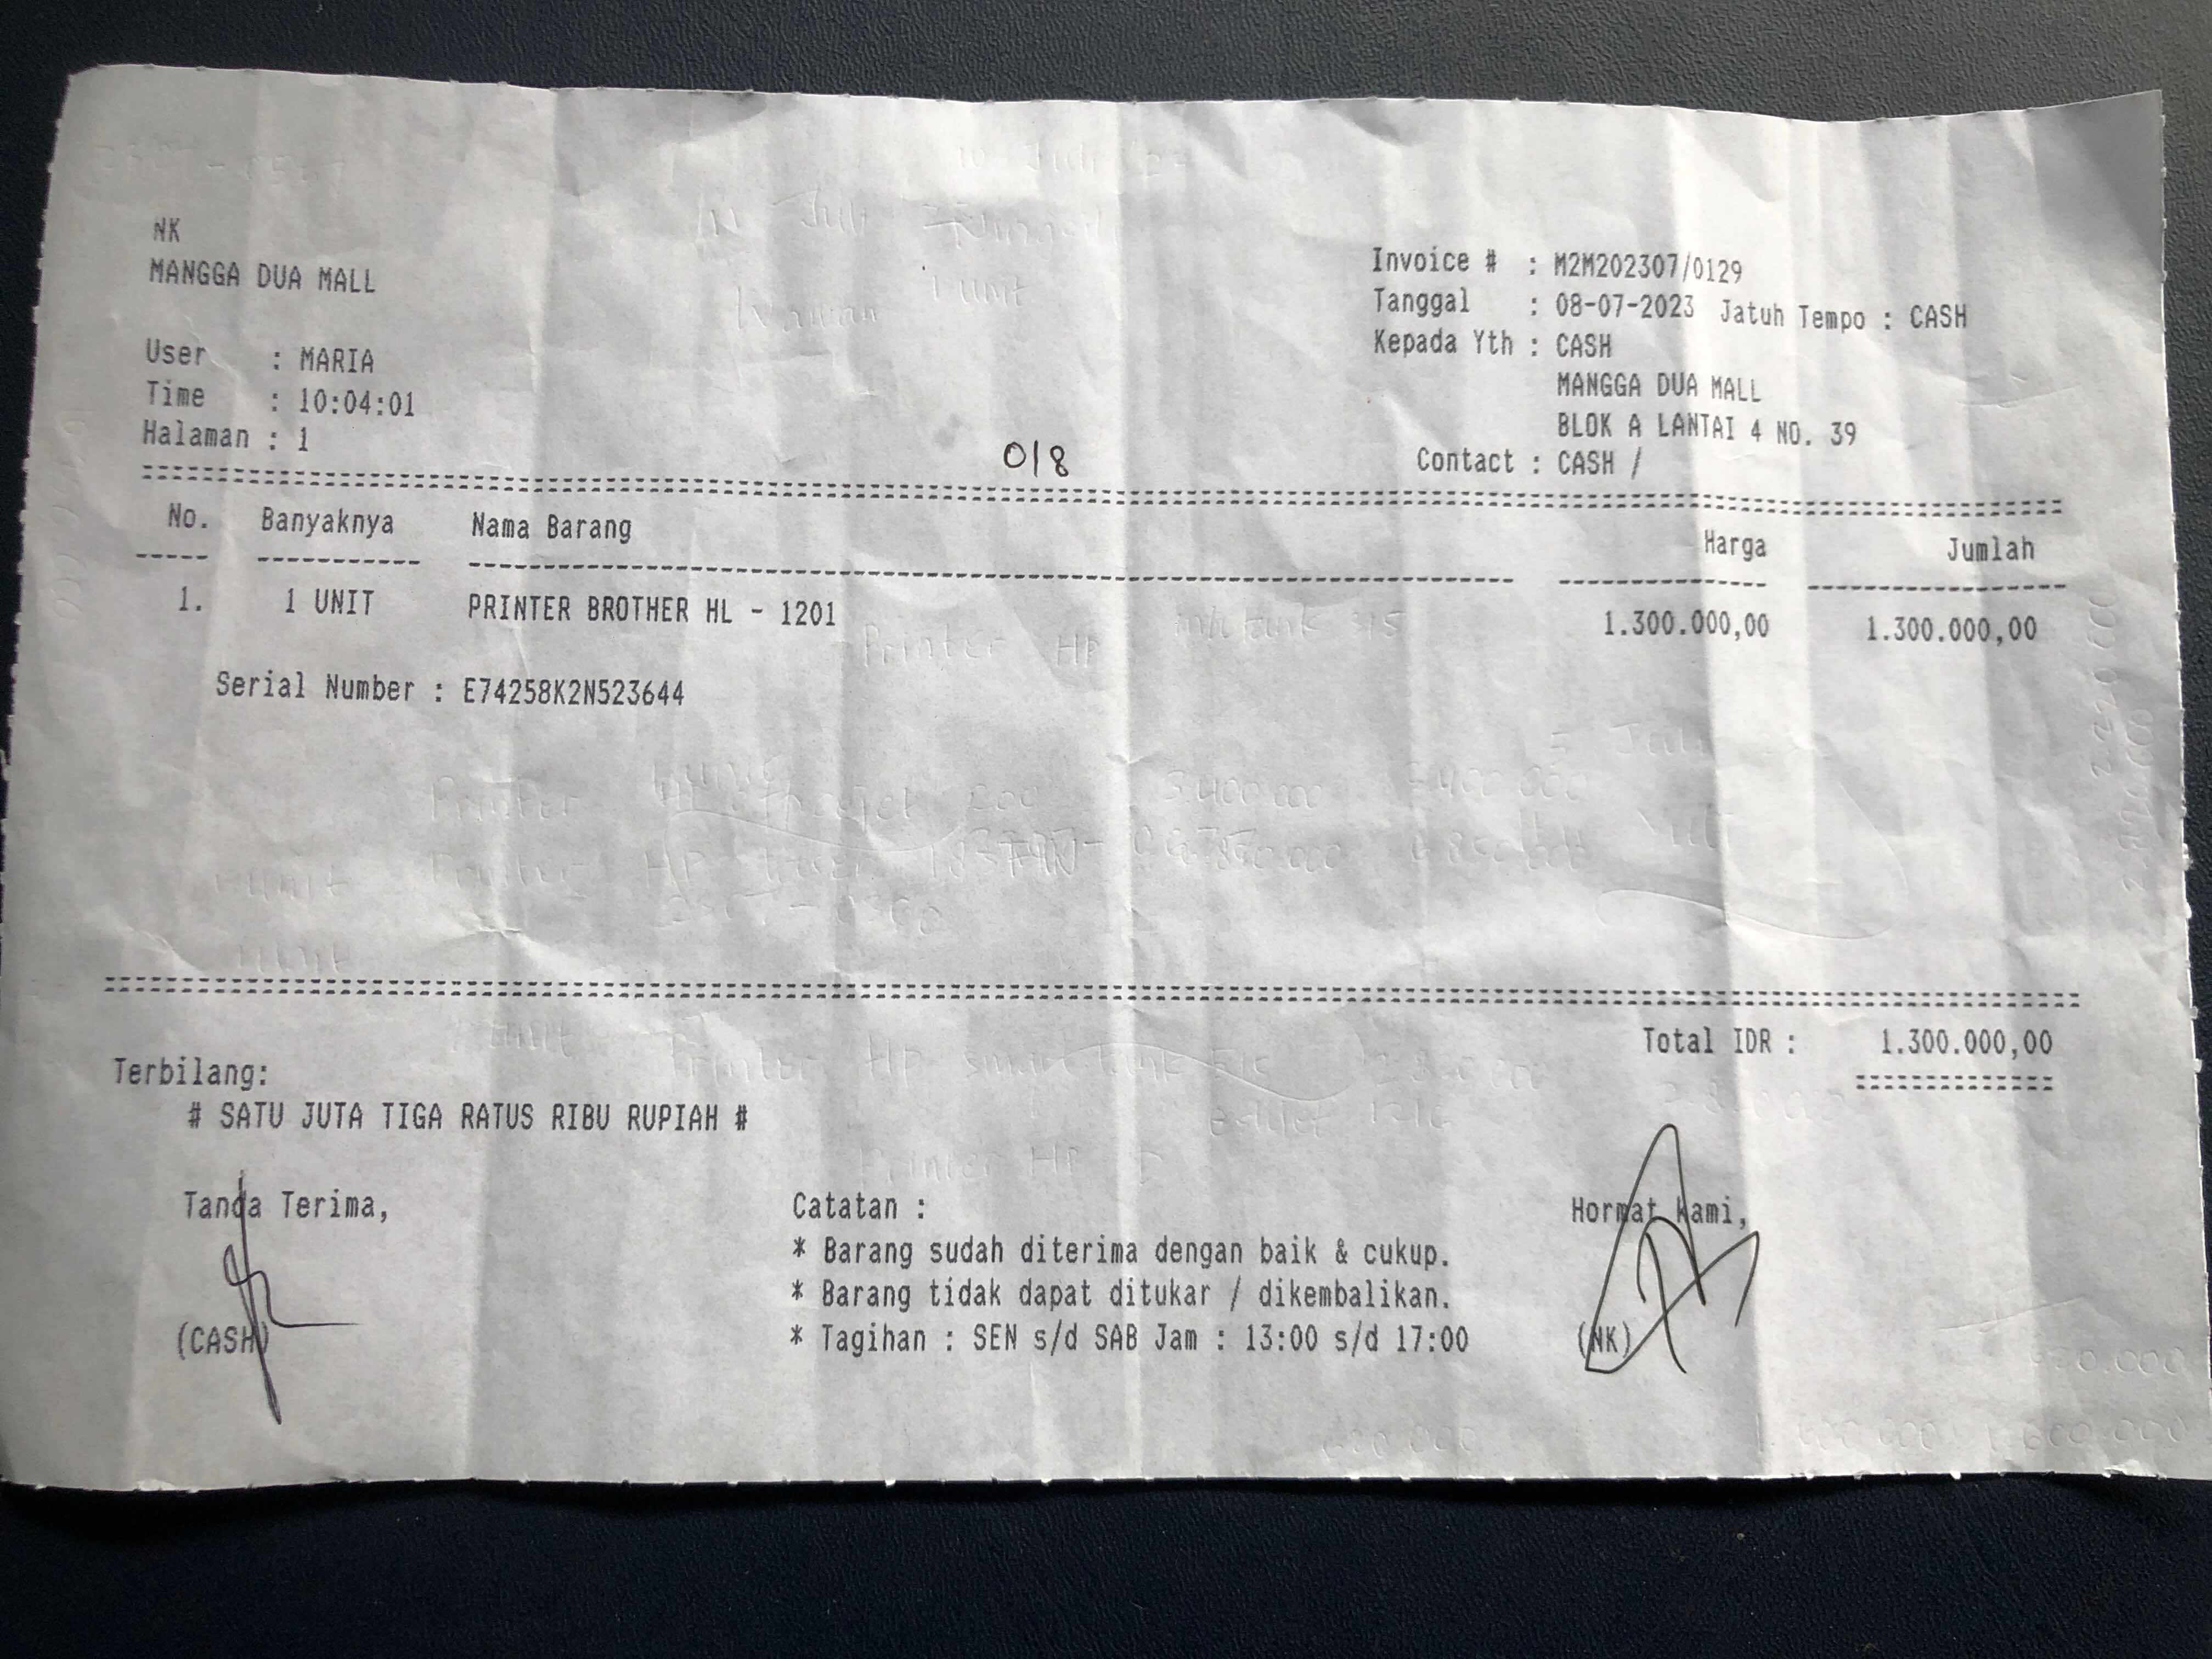 NK
MANGGA DUA MALL
User : MARIA
Time : 10:04:01
Halaman : 1
Invoice # : M2M202307/0129
Tanggal : 08-07-2023 Jatuh Tempo : CASH
Kepada Yth : CASH
MANGGA DUA MALL
BLOK A LANTAI 4 NO. 39
Contact : CASH /
018
No. Banyaknya Nama Barang Harga Jumlah
1. 1 UNIT PRINTER BROTHER HL - 1201 1.300.000,00 1.300.000,00
Serial Number : E74258K2N523644
Total IDR : 1.300.000,00
Terbilang:
# SATU JUTA TIGA RATUS RIBU RUPIAH #
Tanda Terima,
(CASH)
Catatan :
* Barang sudah diterima dengan baik & cukup.
* Barang tidak dapat ditukar / dikembalikan.
* Tagihan : SEN s/d SAB Jam : 13:00 s/d 17:00
Hormat kami,
(NK)